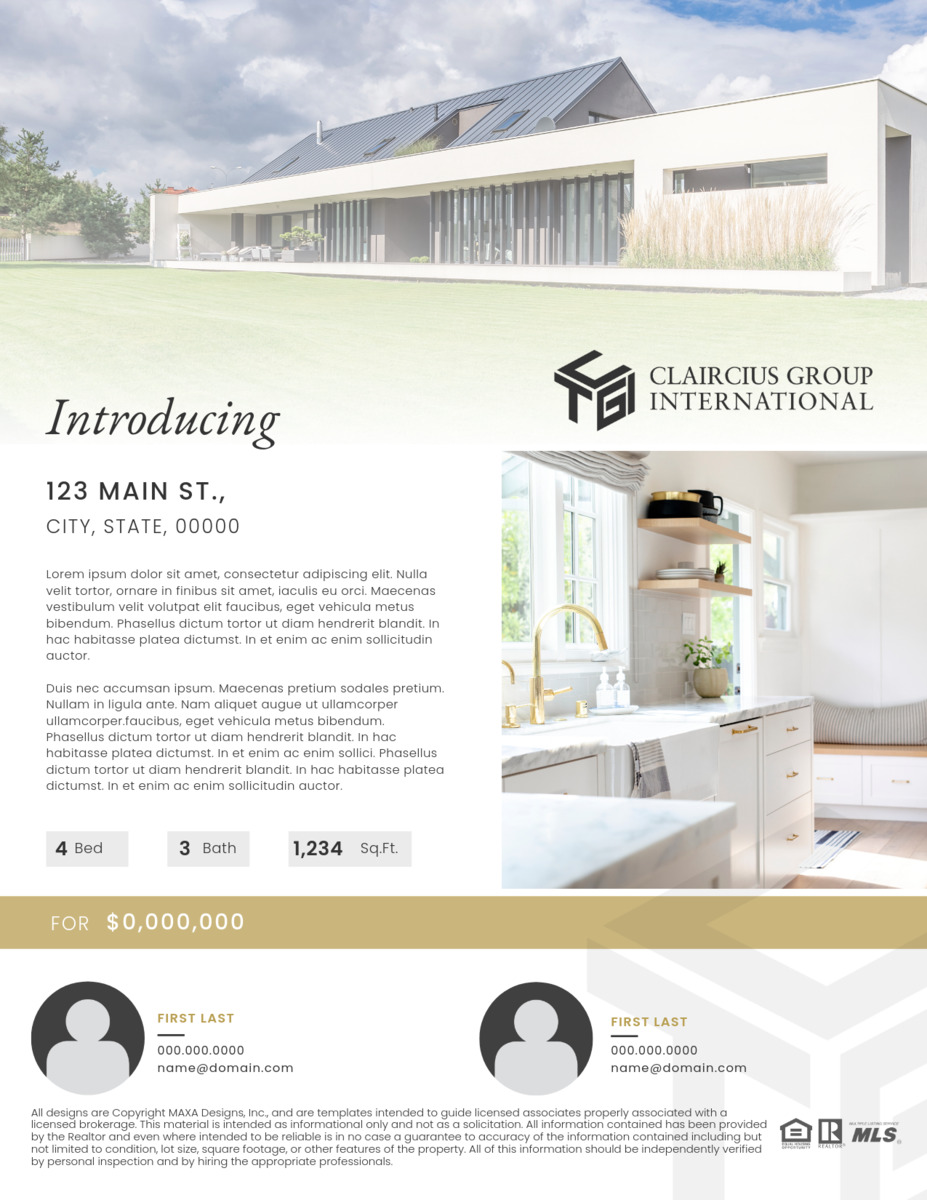 CLAIRCIUS GROUP
INTERNATIONAL
Introducing
123 MAIN ST.,
CITY, STATE, 00000
Lorem ipsum dolor sit amet, consectetur adipiscing elit. Nulla
velit tortor, ornare in finibus sit amet, iaculis eu orci. Maecenas
vestibulum velit volutpat elit faucibus, eget vehicula metus
bibendum. Phasellus dictum tortor ut diam hendrerit blandit. In
hac habitasse platea dictumst. In et enim ac enim sollicitudin
auctor.
Duis nec accumsan ipsum. Maecenas pretium sodales pretium.
Nullam in ligula ante. Nam aliquet augue ut ullamcorper
ullamcorper.faucibus, eget vehicula metus bibendum.
Phasellus dictum tortor ut diam hendrerit blandit. In hac
habitasse platea dictumst. In et enim ac enim sollici. Phasellus
dictum tortor ut diam hendrerit blandit. In hac habitasse platea
dictumst. In et enim ac enim sollicitudin auctor.
4 Bed 3 Bath 1,234 Sq.Ft.
FOR $0,000,000
FIRST LAST
000.000.0000
name@domain.com
FIRST LAST
000.000.0000
name@domain.com
All designs are Copyright MAXA Designs, Inc., and are templates intended to guide licensed associates properly associated with a
licensed brokerage. This material is intended as informational only and not as a solicitation. All information contained has been provided
by the Realtor and even where intended to be reliable is in no case a guarantee to accuracy of the information contained including but
not limited to condition, lot size, square footage, or other features of the property. All of this information should be independently verified
by personal inspection and by hiring the appropriate professionals.
EQUAL HOUSING
OPPORTUNITY
REALTOR®
MULTIPLE LISTING SERVICE
MLS